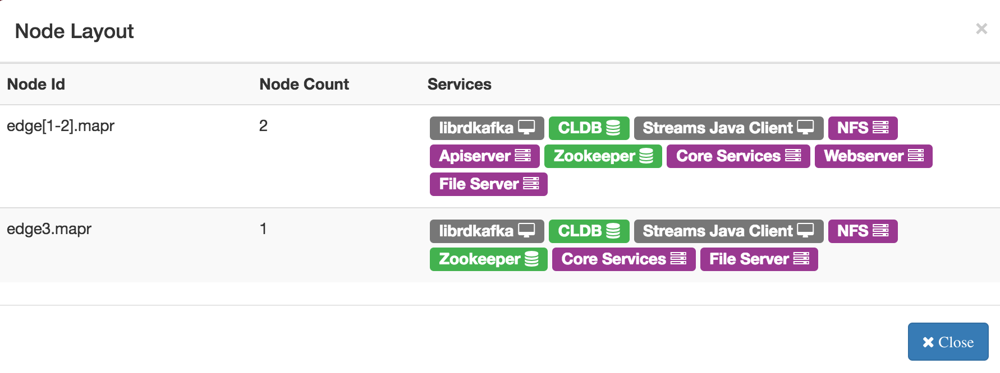 Node Layout
×
Node Id Node Count Services
edge[1-2].mapr 2 librdkafka CLDB Streams Java Client NFS
Apiserver Zookeeper Core Services Webserver
File Server
edge3.mapr 1 librdkafka CLDB Streams Java Client NFS
Zookeeper Core Services File Server
Close